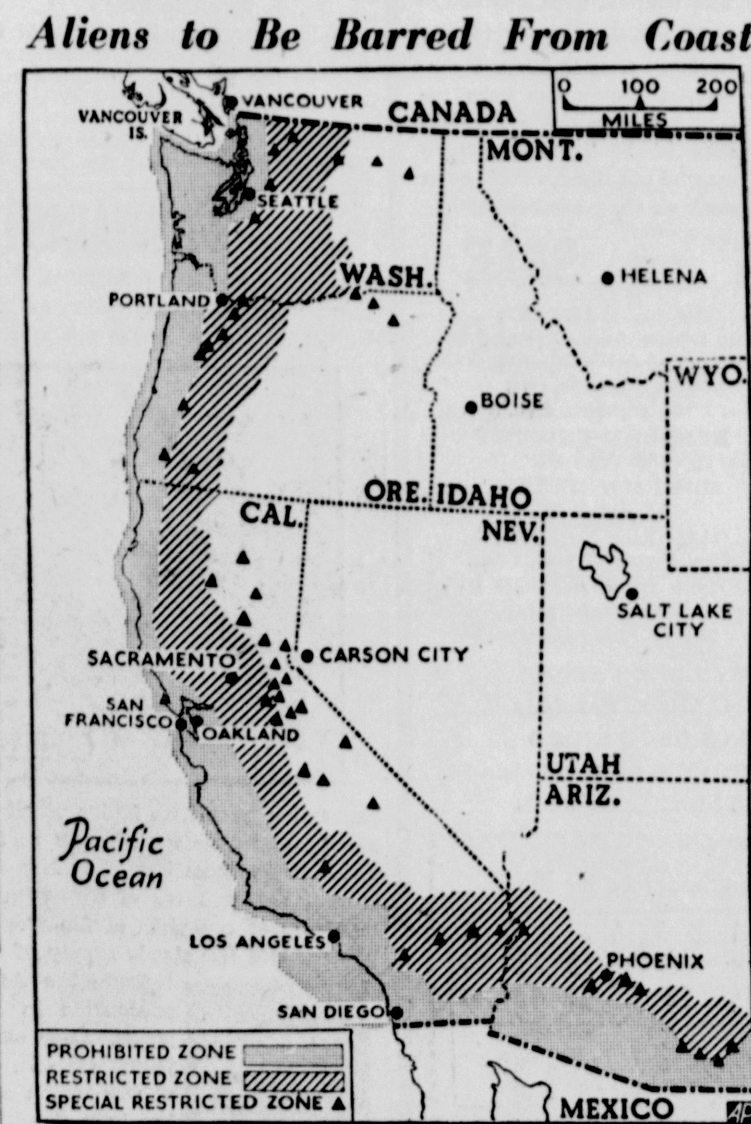 Aliens to Be Barred From Coast
0 100 200
MILES
VANCOUVER
VANCOUVER
IS.
CANADA
MONT.
SEATTLE
WASH.
HELENA
PORTLAND
WYO.
BOISE
ORE. IDAHO
CAL.
NEV.
SALT LAKE
CITY
SACRAMENTO
CARSON CITY
SAN
FRANCISCO
OAKLAND
UTAH
ARIZ.
Pacific
Ocean
LOS ANGELES
PHOENIX
SAN DIEGO
PROHIBITED ZONE
RESTRICTED ZONE
SPECIAL RESTRICTED ZONE
MEXICO
AP